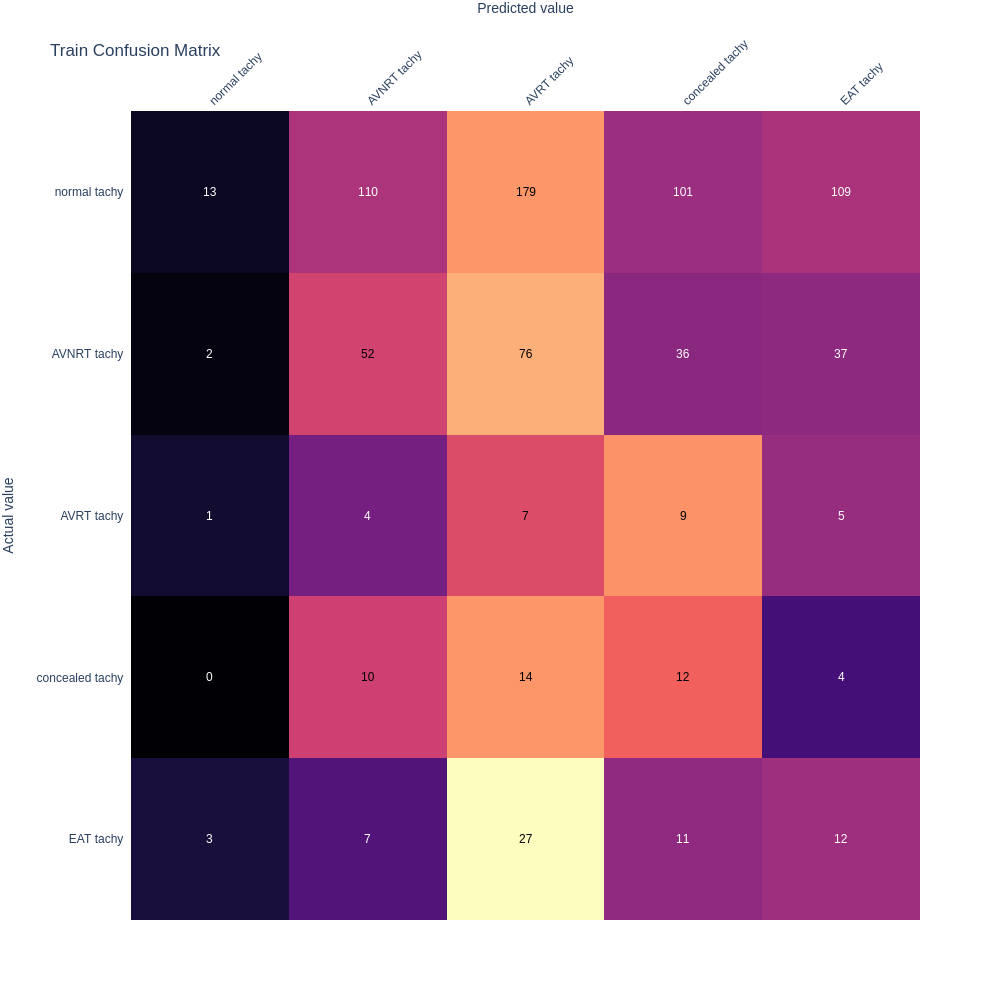 Predicted value
Train Confusion Matrix
normal tachy
AVNRT tachy
AVRT tachy
concealed tachy
EAT tachy
Actual value
normal tachy 13 110 179 101 109
AVNRT tachy 2 52 76 36 37
AVRT tachy 1 4 7 9 5
concealed tachy 0 10 14 12 4
EAT tachy 3 7 27 11 12